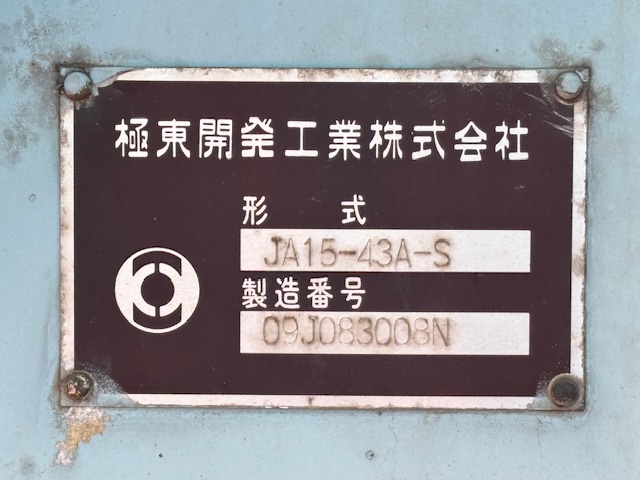 極東開発工業株式会社
形 式
JA15-43A-S
製造番号
09J083008N